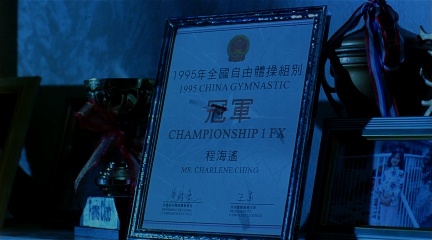 1995年全國自由體操組別
1995 CHINA GYMNASTIC
冠軍
CHAMPIONSHIP 1 FX
程海遙
MS. CHARLENE CHING